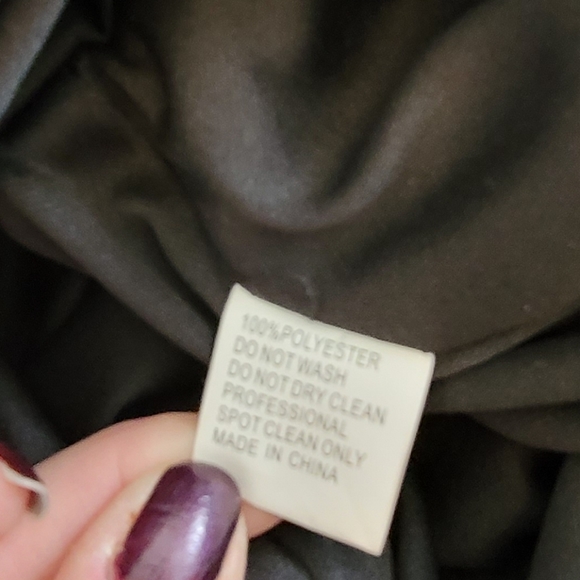 100%POLYESTER
DO NOT WASH
DO NOT DRY CLEAN
PROFESSIONAL
SPOT CLEAN ONLY
MADE IN CHINA